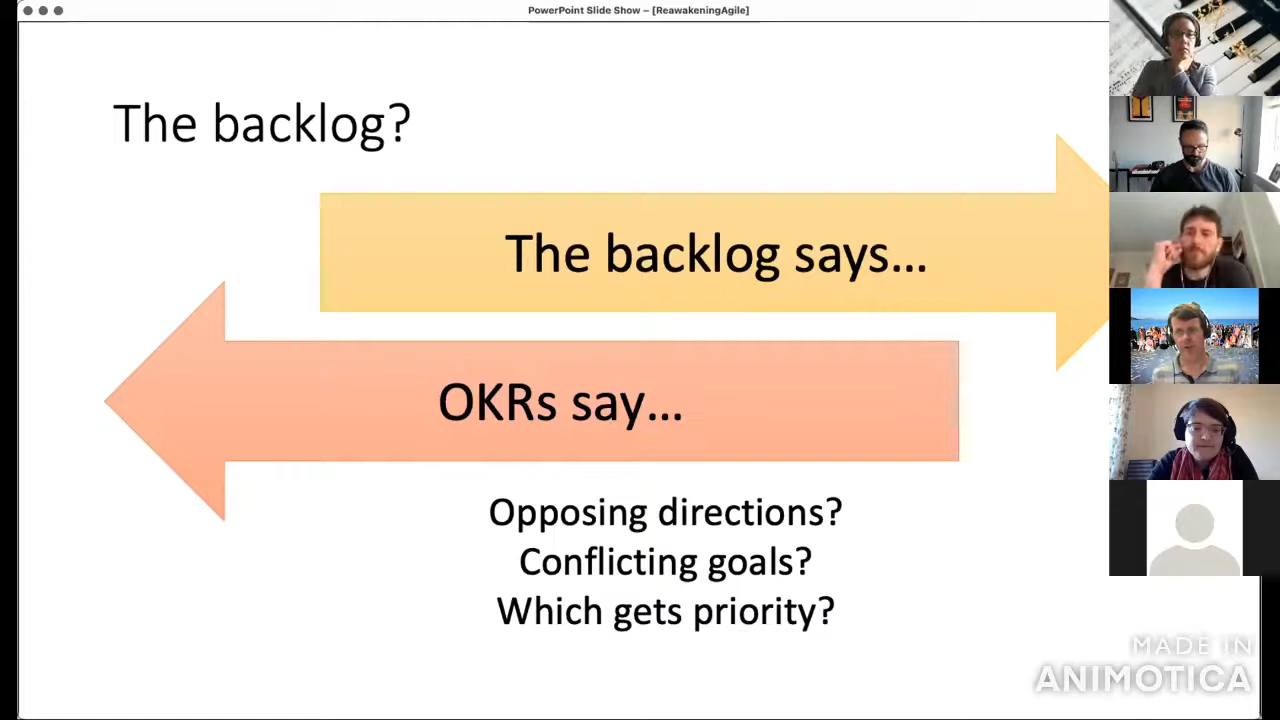 PowerPoint Slide Show – [ReawakeningAgile]
The backlog?
The backlog says...
OKRs say...
Opposing directions?
Conflicting goals?
Which gets priority?
MADE IN
ANIMOTICA